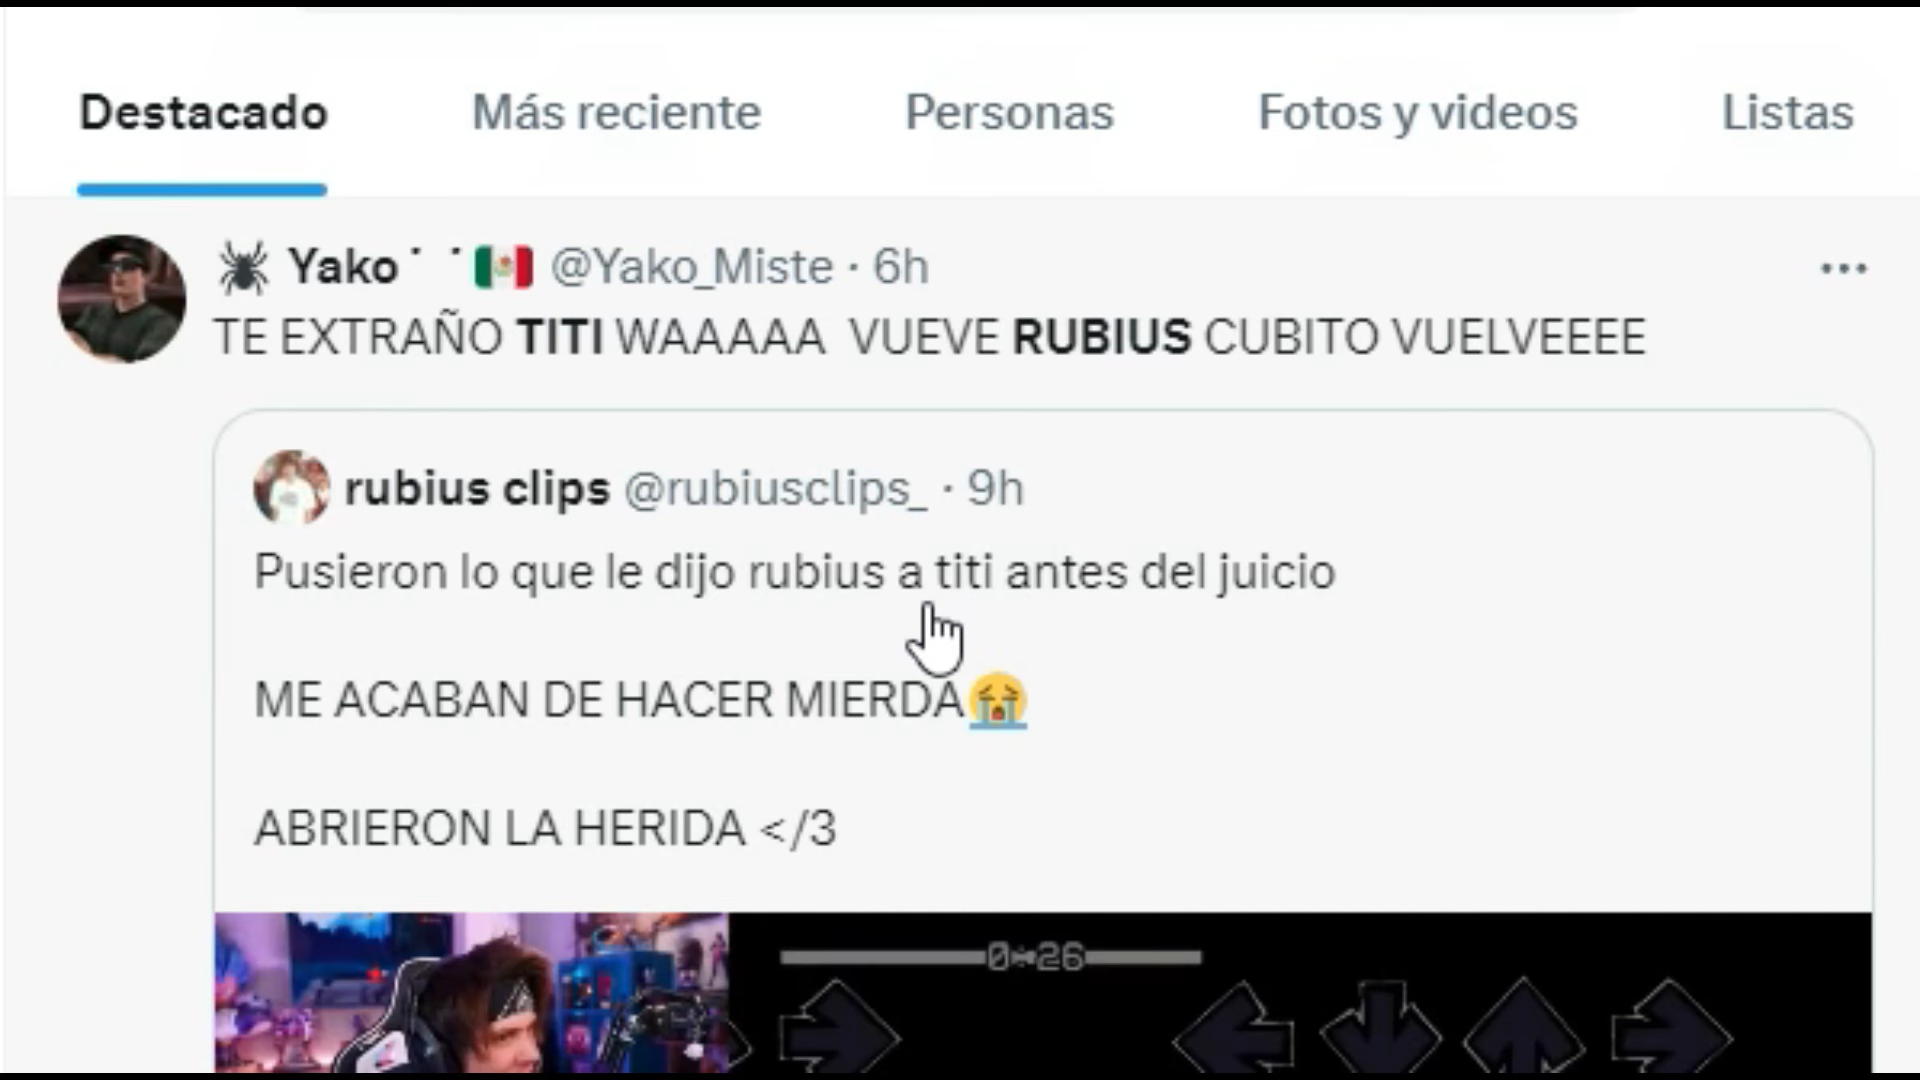 Destacado Más reciente Personas Fotos y videos Listas
🕷 Yako˙ ˙🇲🇽 @Yako_Miste · 6h
TE EXTRAÑO TITI WAAAAA VUEVE RUBIUS CUBITO VUELVEEEE
rubius clips @rubiusclips_ · 9h
Pusieron lo que le dijo rubius a titi antes del juicio
ME ACABAN DE HACER MIERDA😭
ABRIERON LA HERIDA </3
0:26